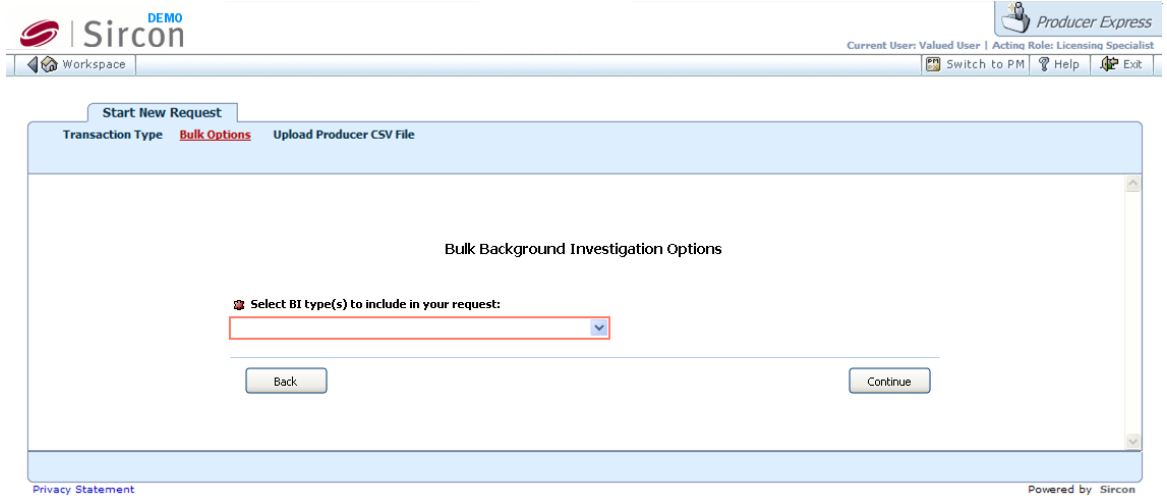 DEMO
Sircon
Producer Express
Current User: Valued User | Acting Role: Licensing Specialist
Workspace
PM Switch to PM ? Help Exit
Start New Request
Transaction Type Bulk Options Upload Producer CSV File
Bulk Background Investigation Options
Select BI type(s) to include in your request:
Back Continue
Privacy Statement Powered by Sircon